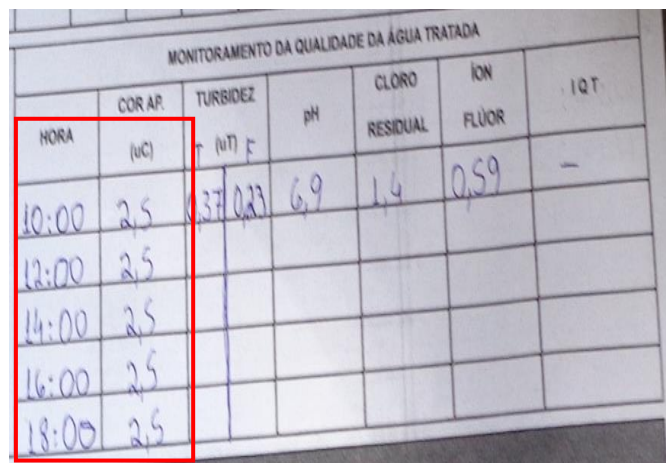 MONITORAMENTO DA QUALIDADE DA ÁGUA TRATADA
HORA COR AP. (uC) TURBIDEZ T (uT) F pH CLORO RESIDUAL ÍON FLÚOR IQT
10:00 2,5 0,37 0,23 6,9 1,4 0,59 –
12:00 2,5
14:00 2,5
16:00 2,5
18:00 2,5